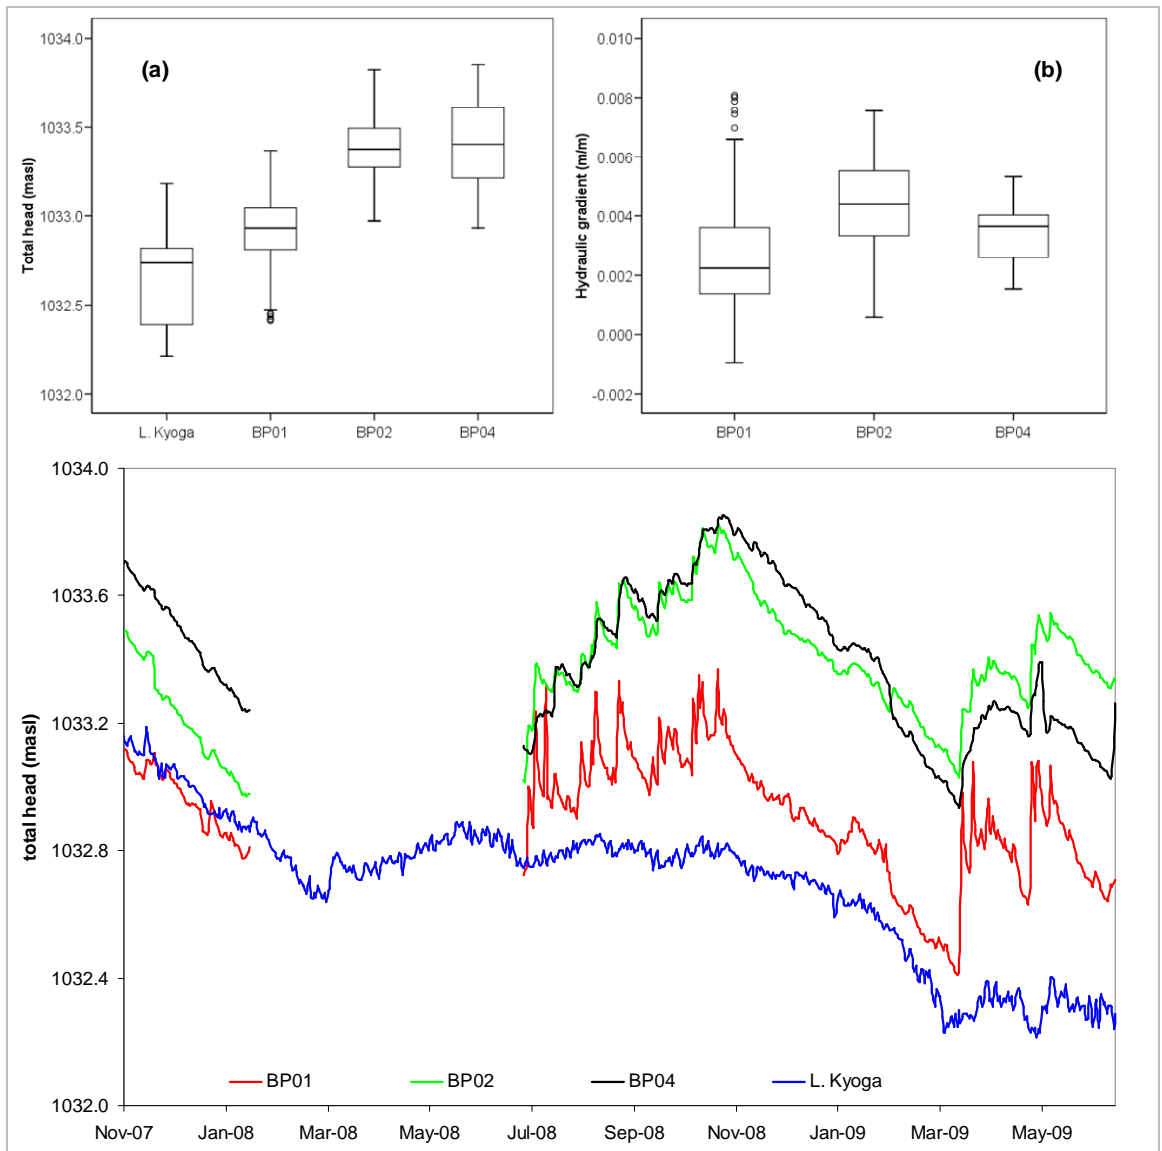 (a)
Total head (masl)
1034.0
1033.5
1033.0
1032.5
1032.0
L. Kyoga BP01 BP02 BP04
(b)
Hydraulic gradient (m/m)
0.010
0.008
0.006
0.004
0.002
0.000
-0.002
BP01 BP02 BP04
total head (masl)
1034.0
1033.6
1033.2
1032.8
1032.4
1032.0
BP01 BP02 BP04 L. Kyoga
Nov-07 Jan-08 Mar-08 May-08 Jul-08 Sep-08 Nov-08 Jan-09 Mar-09 May-09